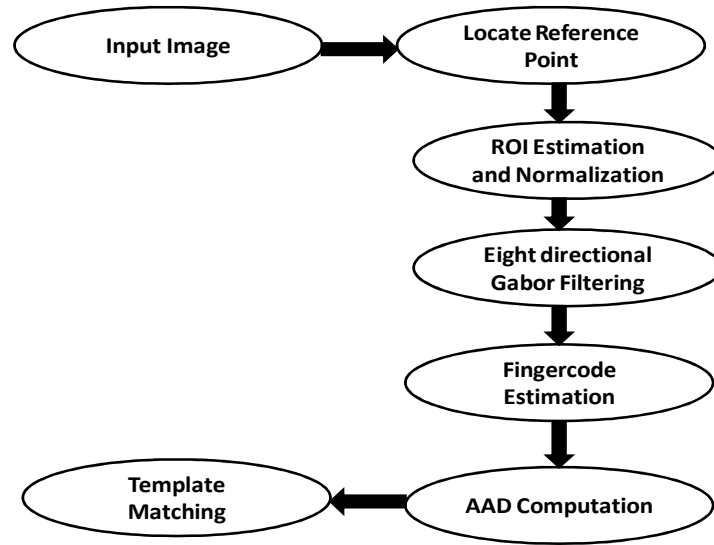 Input Image
Locate Reference
Point
ROI Estimation
and Normalization
Eight directional
Gabor Filtering
Fingercode
Estimation
AAD Computation
Template
Matching